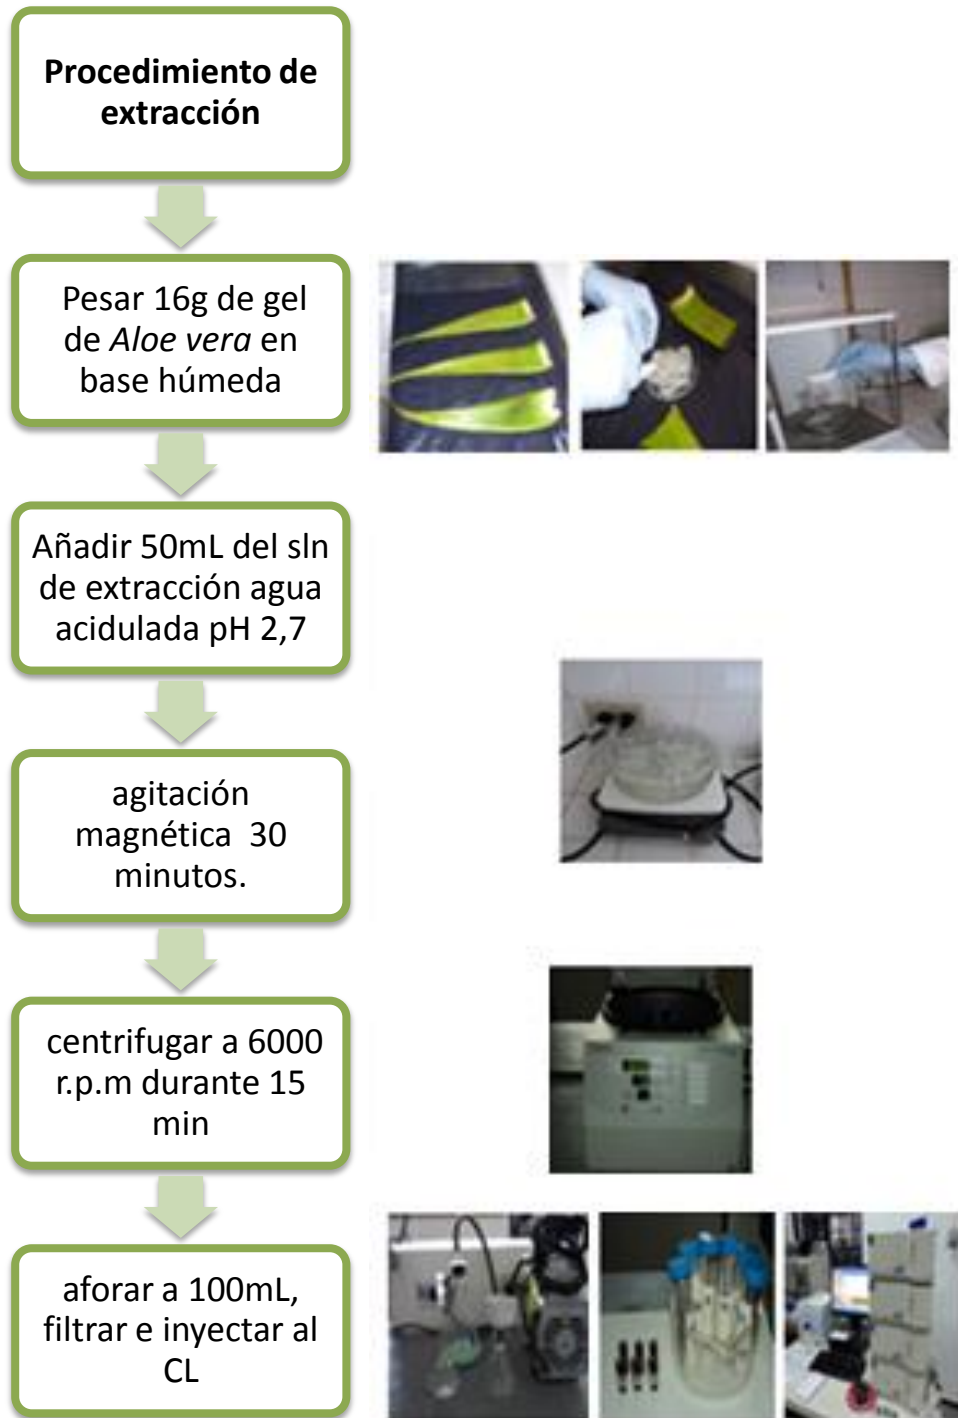 Procedimiento de
extracción
Pesar 16g de gel
de Aloe vera en
base húmeda
Añadir 50mL del sln
de extracción agua
acidulada pH 2,7
agitación
magnética 30
minutos.
centrifugar a 6000
r.p.m durante 15
min
aforar a 100mL,
filtrar e inyectar al
CL